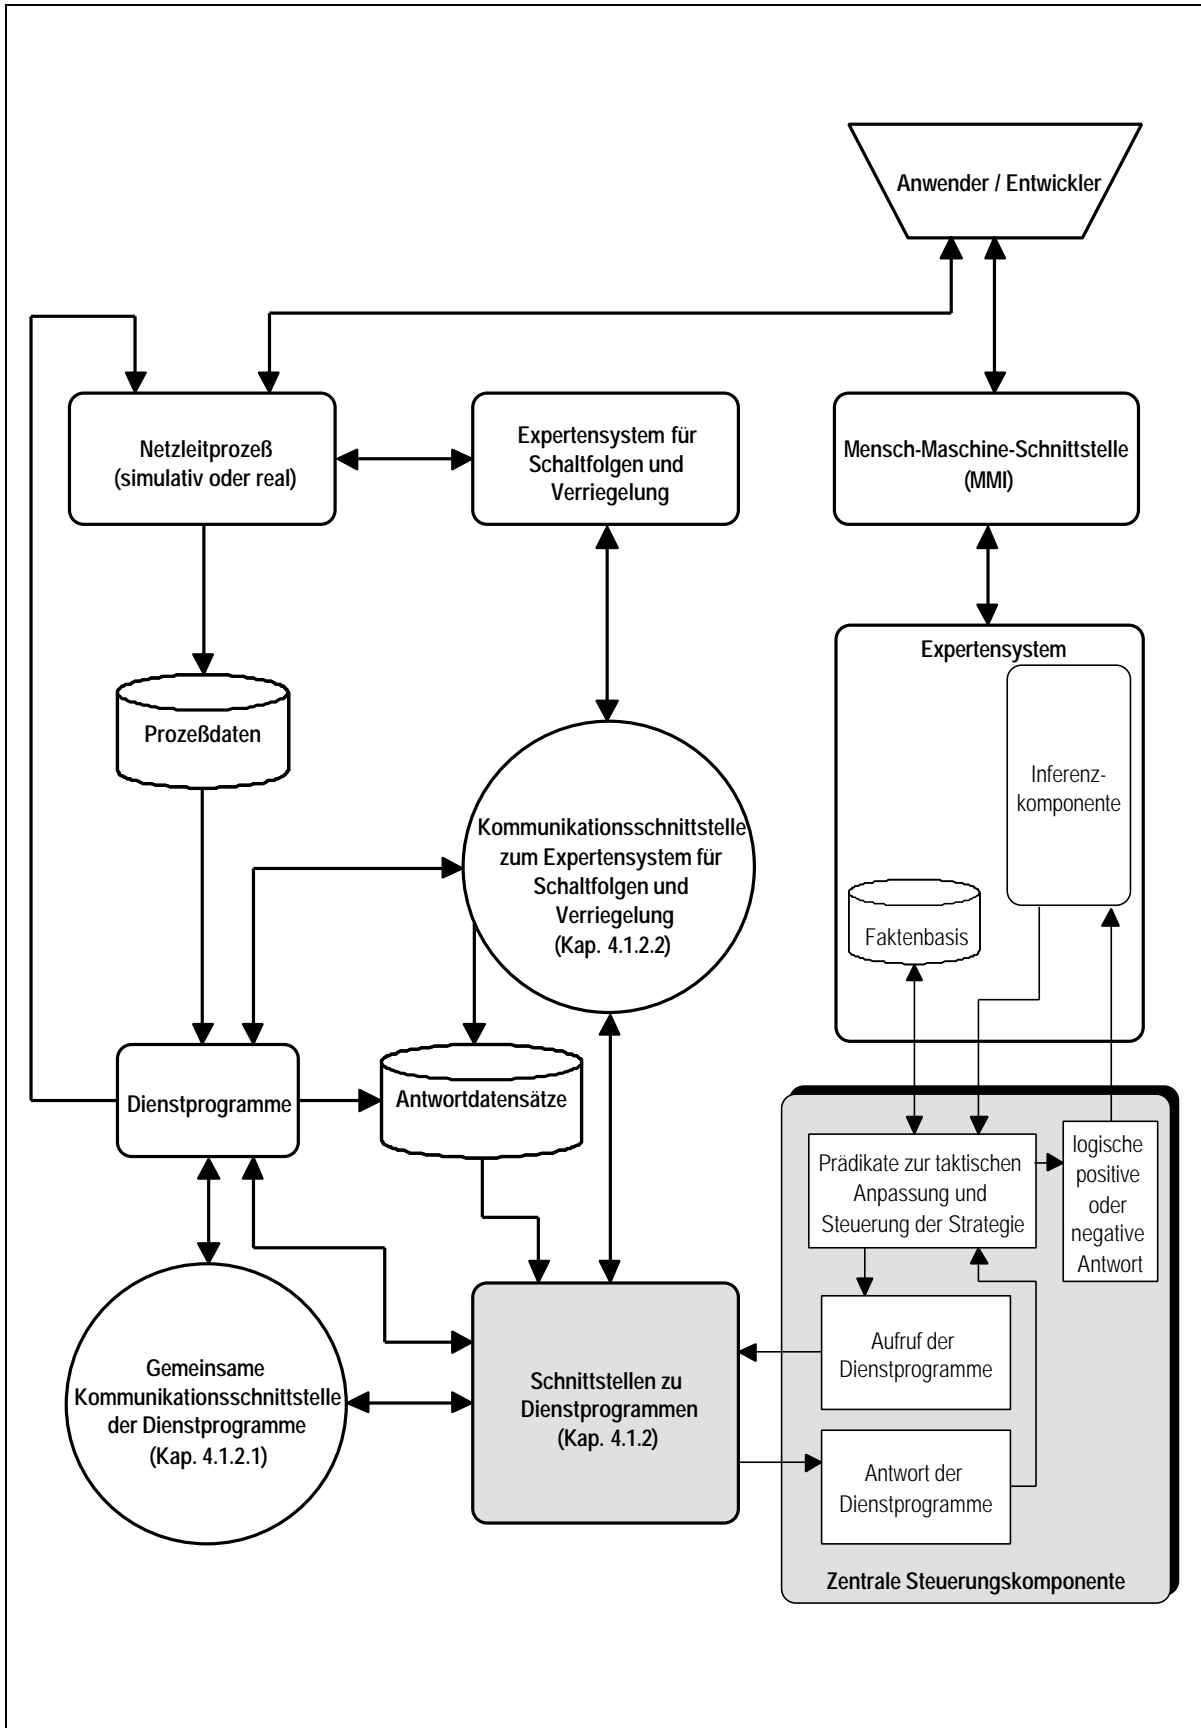 Anwender / Entwickler
Netzleitprozeß
(simulativ oder real)
Expertensystem für
Schaltfolgen und
Verriegelung
Mensch-Maschine-Schnittstelle
(MMI)
Expertensystem
Inferenz-
komponente
Faktenbasis
Prozeßdaten
Kommunikationsschnittstelle
zum Expertensystem für
Schaltfolgen und
Verriegelung
(Kap. 4.1.2.2)
Dienstprogramme
Antwortdatensätze
Prädikate zur taktischen
Anpassung und
Steuerung der Strategie
logische
positive
oder
negative
Antwort
Gemeinsame
Kommunikationsschnittstelle
der Dienstprogramme
(Kap. 4.1.2.1)
Schnittstellen zu
Dienstprogrammen
(Kap. 4.1.2)
Aufruf der
Dienstprogramme
Antwort der
Dienstprogramme
Zentrale Steuerungskomponente